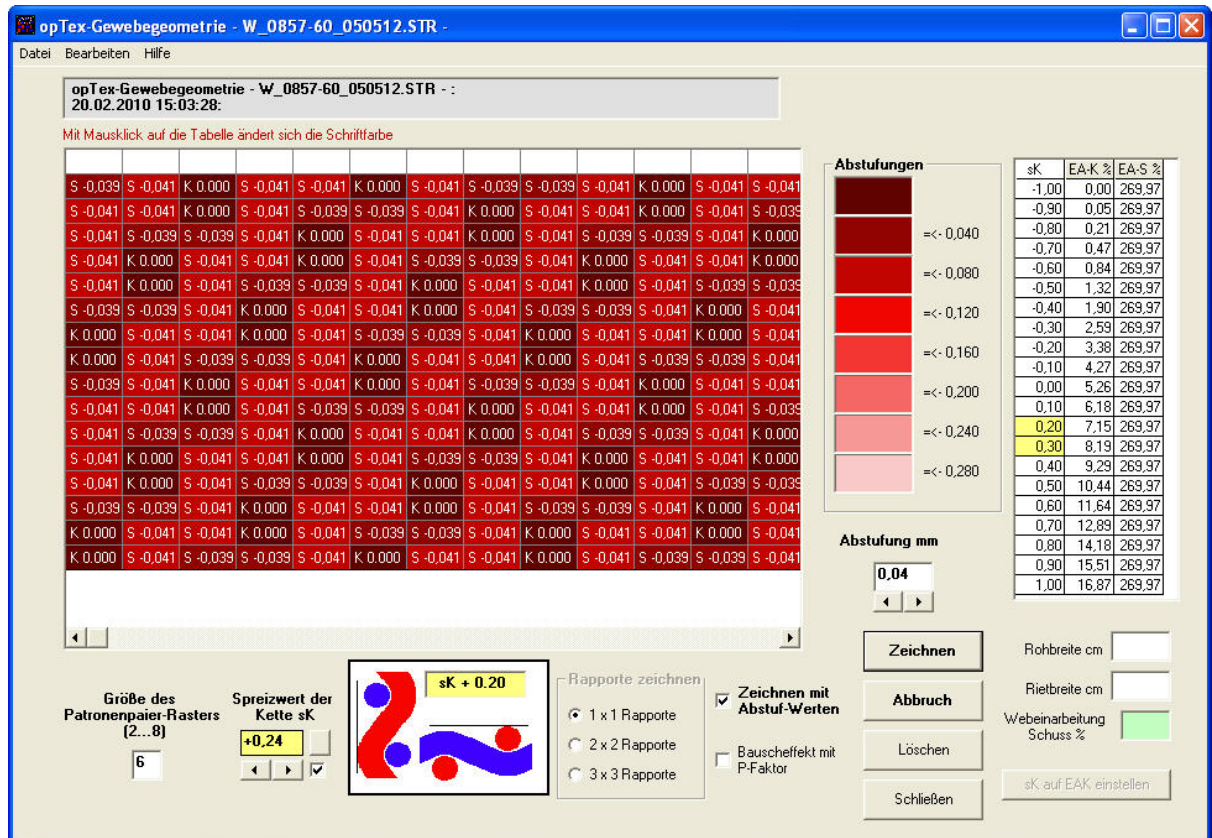 opTex-Gewebegeometrie - W_0857-60_050512.STR -
Datei Bearbeiten Hilfe
opTex-Gewebegeometrie - W_0857-60_050512.STR - :
20.02.2010 15:03:28:
Mit Mausklick auf die Tabelle ändert sich die Schriftfarbe
S -0,039 S -0,041 K 0.000 S -0,041 S -0,041 K 0.000 S -0,041 S -0,039 S -0,039 S -0,041 K 0.000 S -0,041 S -0,041
S -0,041 S -0,041 K 0.000 S -0,041 S -0,039 S -0,039 S -0,041 K 0.000 S -0,041 S -0,041 K 0.000 S -0,041 S -0,039
S -0,041 S -0,039 S -0,039 S -0,041 K 0.000 S -0,041 S -0,041 K 0.000 S -0,041 S -0,039 S -0,039 S -0,041 K 0.000
S -0,041 K 0.000 S -0,041 S -0,041 K 0.000 S -0,041 S -0,039 S -0,039 S -0,041 K 0.000 S -0,041 S -0,041 K 0.000
S -0,041 K 0.000 S -0,041 S -0,039 S -0,039 S -0,041 K 0.000 S -0,041 S -0,041 K 0.000 S -0,041 S -0,039 S -0,041
S -0,039 S -0,039 S -0,041 K 0.000 S -0,041 S -0,041 K 0.000 S -0,041 S -0,039 S -0,039 S -0,041 K 0.000 S -0,041
K 0.000 S -0,041 S -0,041 K 0.000 S -0,041 S -0,039 S -0,039 S -0,041 K 0.000 S -0,041 S -0,041 K 0.000 S -0,041
K 0.000 S -0,041 S -0,039 S -0,039 S -0,041 K 0.000 S -0,041 S -0,041 K 0.000 S -0,041 S -0,039 S -0,039 S -0,041
S -0,039 S -0,041 K 0.000 S -0,041 S -0,041 K 0.000 S -0,041 S -0,039 S -0,039 S -0,041 K 0.000 S -0,041 S -0,041
S -0,041 S -0,041 K 0.000 S -0,041 S -0,039 S -0,039 S -0,041 K 0.000 S -0,041 S -0,041 K 0.000 S -0,041 S -0,039
S -0,041 S -0,039 S -0,039 S -0,041 K 0.000 S -0,041 S -0,041 K 0.000 S -0,041 S -0,039 S -0,039 S -0,041 K 0.000
S -0,041 K 0.000 S -0,041 S -0,041 K 0.000 S -0,041 S -0,039 S -0,039 S -0,041 K 0.000 S -0,041 S -0,041 K 0.000
S -0,041 K 0.000 S -0,041 S -0,039 S -0,039 S -0,041 K 0.000 S -0,041 S -0,041 K 0.000 S -0,041 S -0,039 S -0,041
S -0,039 S -0,039 S -0,041 K 0.000 S -0,041 S -0,041 K 0.000 S -0,041 S -0,039 S -0,039 S -0,041 K 0.000 S -0,041
K 0.000 S -0,041 S -0,041 K 0.000 S -0,041 S -0,039 S -0,039 S -0,041 K 0.000 S -0,041 S -0,041 K 0.000 S -0,041
K 0.000 S -0,041 S -0,039 S -0,039 S -0,041 K 0.000 S -0,041 S -0,041 K 0.000 S -0,041 S -0,039 S -0,039 S -0,041
Abstufungen
=<- 0,040
=<- 0,080
=<- 0,120
=<- 0,160
=<- 0,200
=<- 0,240
=<- 0,280
Abstufung mm
0,04
sK EA-K % EA-S %
-1,00 0,00 269,97
-0,90 0,05 269,97
-0,80 0,21 269,97
-0,70 0,47 269,97
-0,60 0,84 269,97
-0,50 1,32 269,97
-0,40 1,90 269,97
-0,30 2,59 269,97
-0,20 3,38 269,97
-0,10 4,27 269,97
0,00 5,26 269,97
0,10 6,18 269,97
0,20 7,15 269,97
0,30 8,19 269,97
0,40 9,29 269,97
0,50 10,44 269,97
0,60 11,64 269,97
0,70 12,89 269,97
0,80 14,18 269,97
0,90 15,51 269,97
1,00 16,87 269,97
Größe des
Patronenpaier-Rasters
(2...8)
6
Spreizwert der
Kette sK
+0,24
sK + 0.20
Rapporte zeichnen
1 x 1 Rapporte
2 x 2 Rapporte
3 x 3 Rapporte
Zeichnen mit
Abstuf-Werten
Bauscheffekt mit
P-Faktor
Zeichnen
Abbruch
Löschen
Schließen
Rohbreite cm
Rietbreite cm
Webeinarbeitung
Schuss %
sK auf EAK einstellen